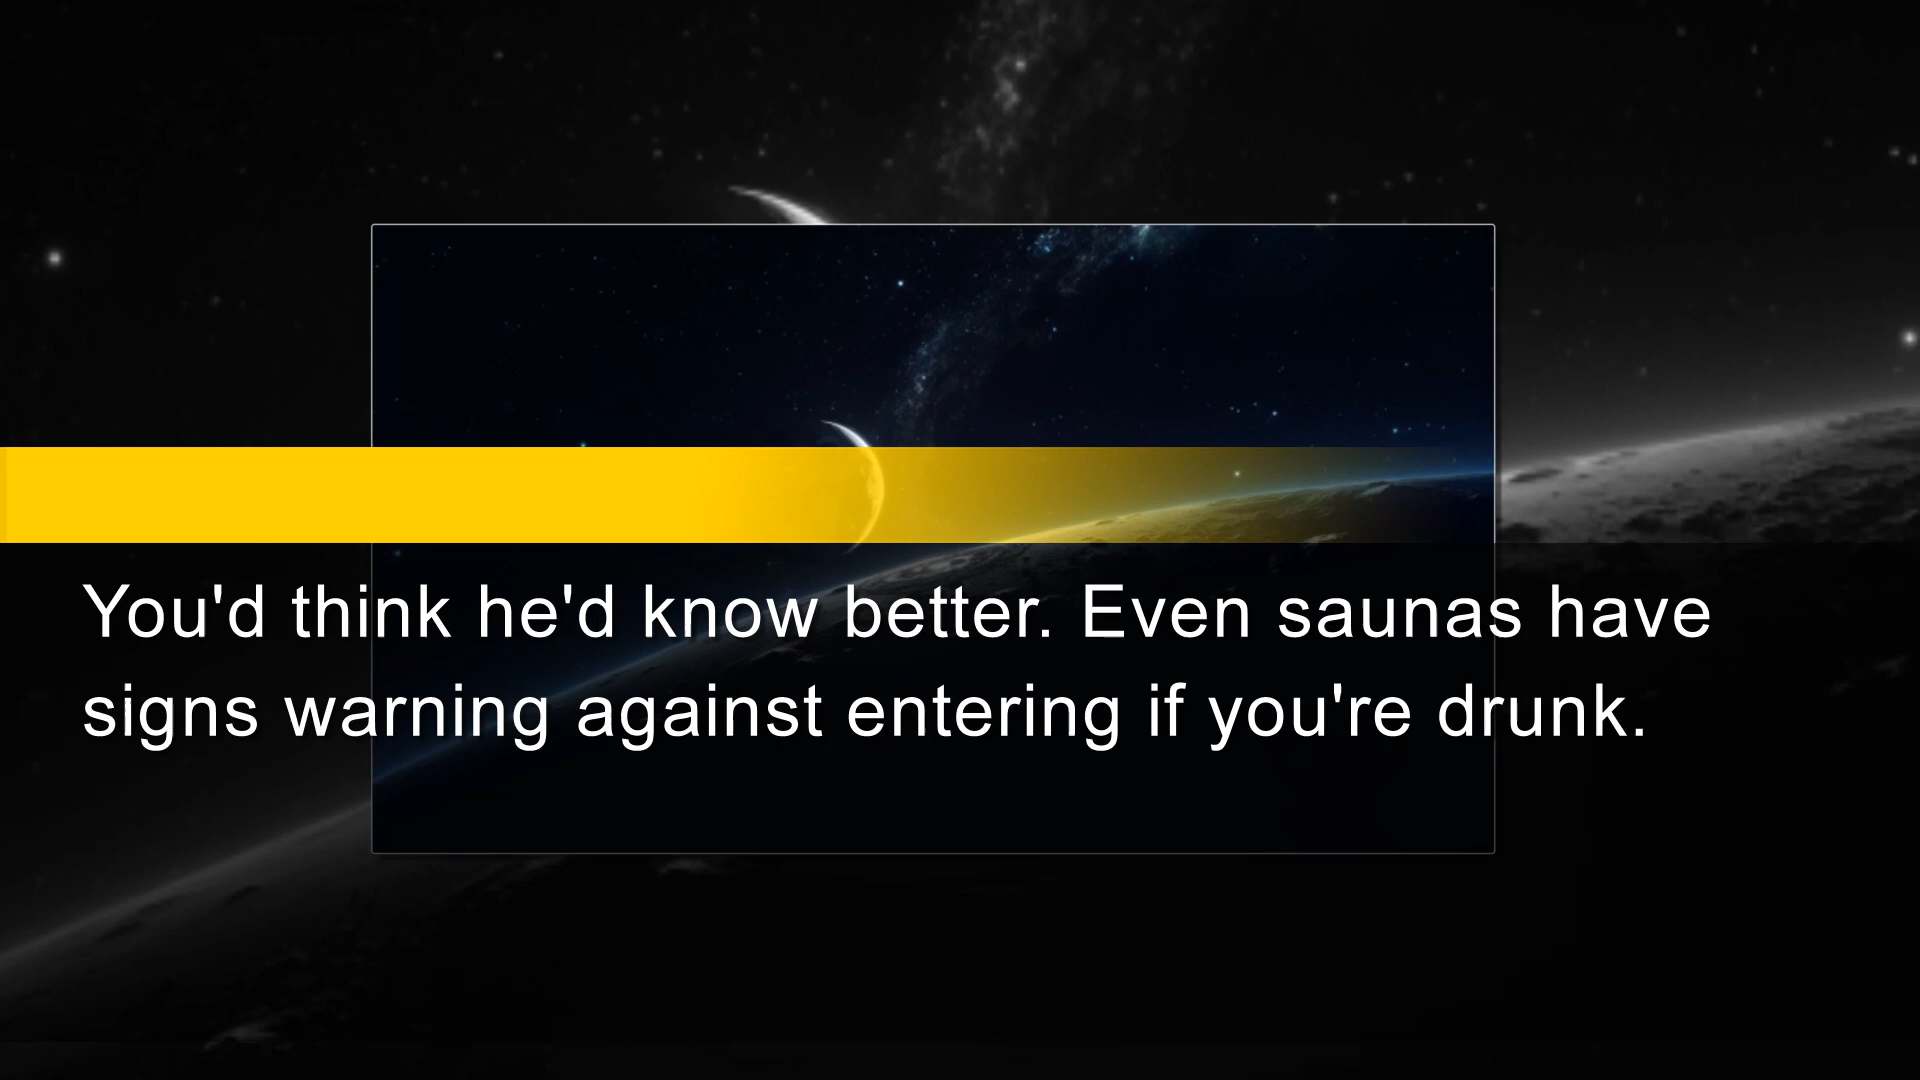 You'd think he'd know better. Even saunas have
signs warning against entering if you're drunk.